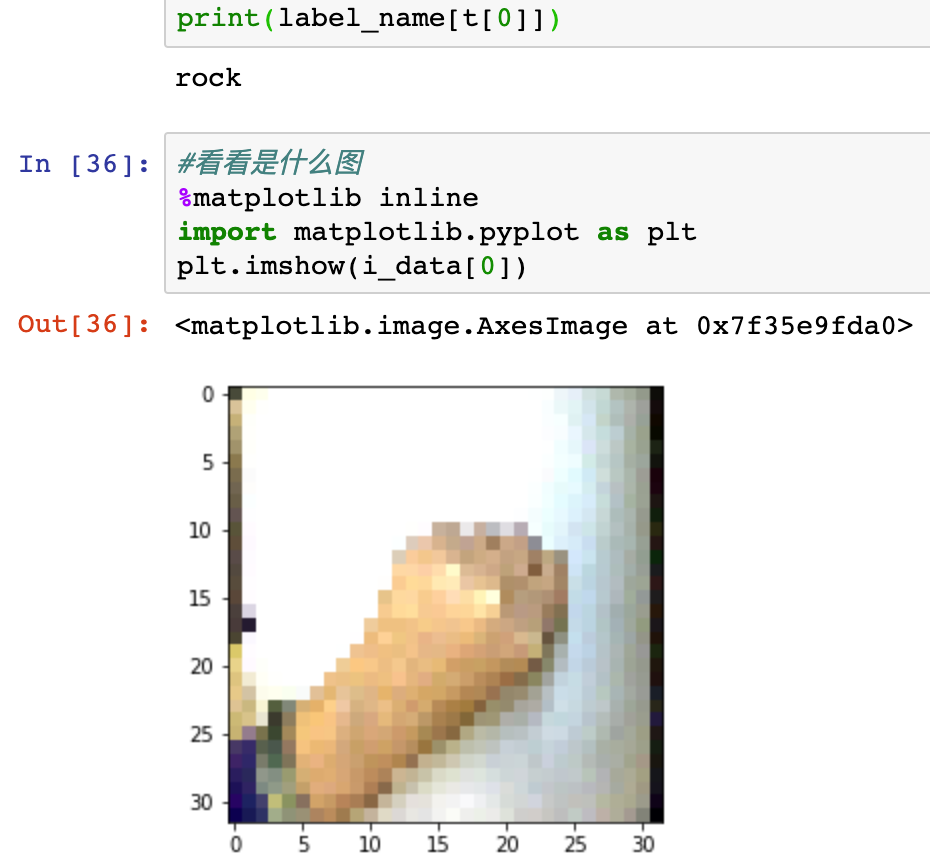 print(label_name[t[0]])
rock
In [36]:
#看看是什么图
%matplotlib inline
import matplotlib.pyplot as plt
plt.imshow(i_data[0])
Out[36]: <matplotlib.image.AxesImage at 0x7f35e9fda0>
0
5
10
15
20
25
30
0 5 10 15 20 25 30